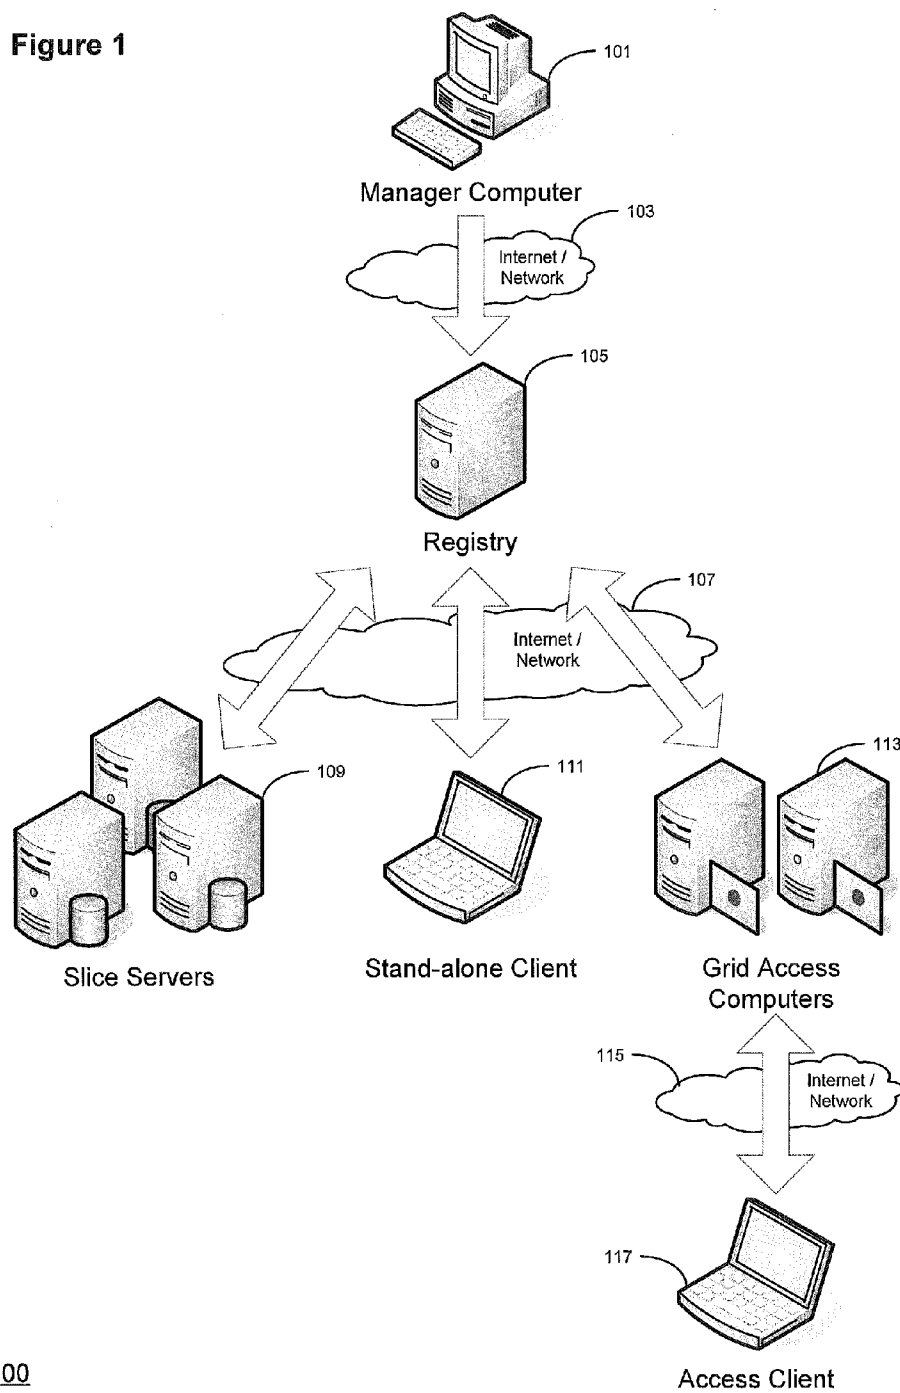 Figure 1
101
Manager Computer
103
Internet /
Network
105
Registry
107
Internet /
Network
109
111
113
Slice Servers
Stand-alone Client
Grid Access
Computers
115
Internet /
Network
117
00
Access Client